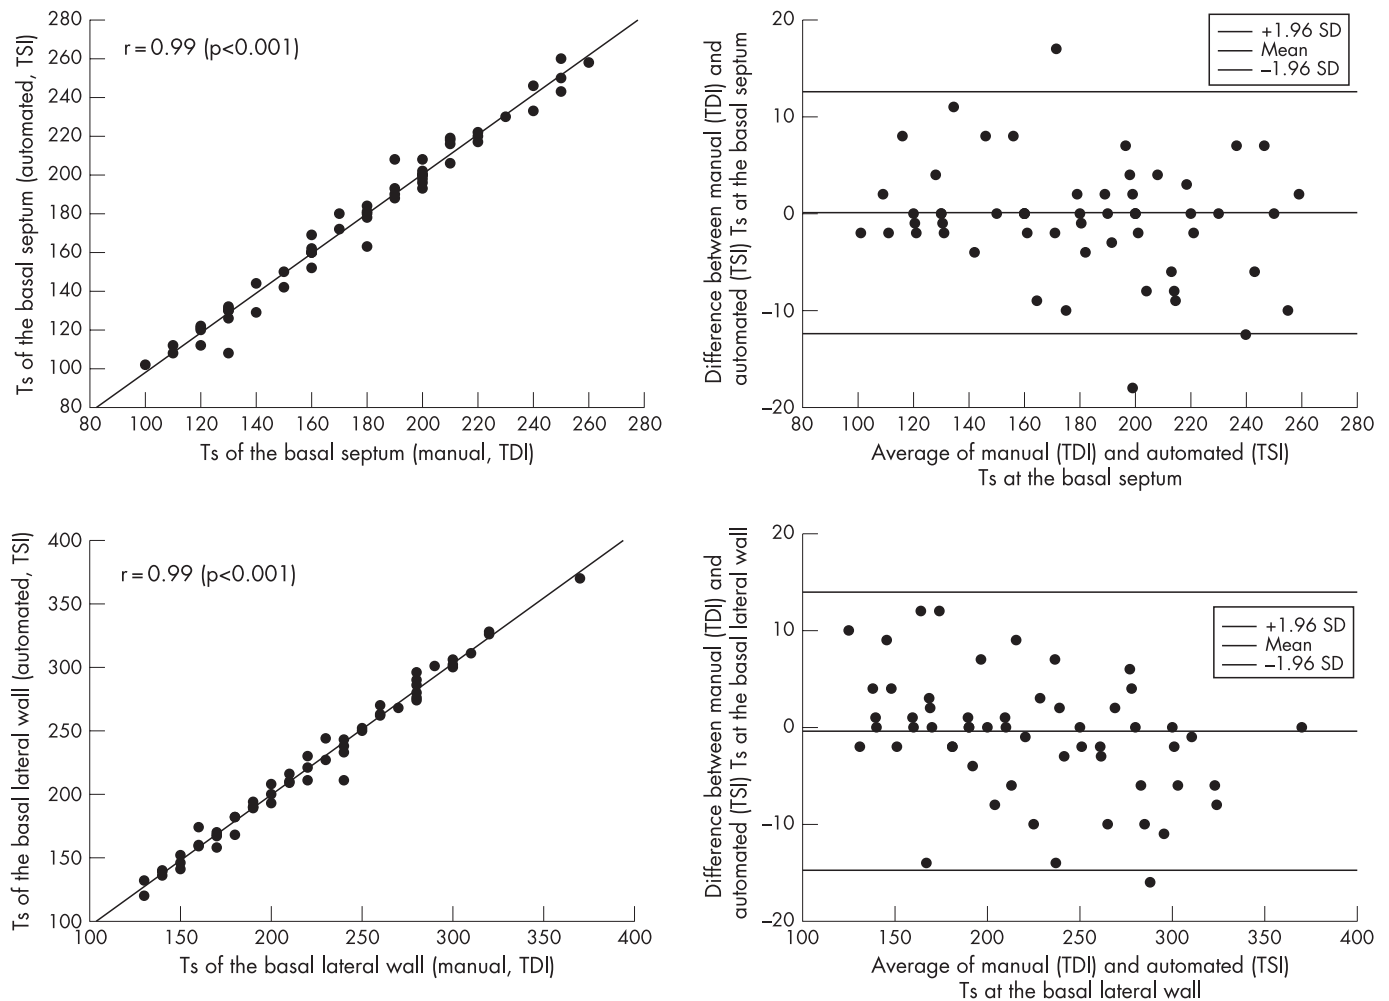 Ts of the basal septum (automated, TSI)
280
260
240
220
200
180
160
140
120
100
80
r = 0.99 (p<0.001)
80 100 120 140 160 180 200 220 240 260 280
Ts of the basal septum (manual, TDI)
Difference between manual (TDI) and
automated (TSI) Ts at the basal septum
20
10
0
–10
–20
+1.96 SD
Mean
–1.96 SD
80 100 120 140 160 180 200 220 240 260 280
Average of manual (TDI) and automated (TSI)
Ts at the basal septum
Ts of the basal lateral wall (automated, TSI)
400
350
300
250
200
150
100
r = 0.99 (p<0.001)
100 150 200 250 300 350 400
Ts of the basal lateral wall (manual, TDI)
Difference between manual (TDI) and
automated (TSI) Ts at the basal lateral wall
20
10
0
–10
–20
+1.96 SD
Mean
–1.96 SD
100 150 200 250 300 350 400
Average of manual (TDI) and automated (TSI)
Ts at the basal lateral wall